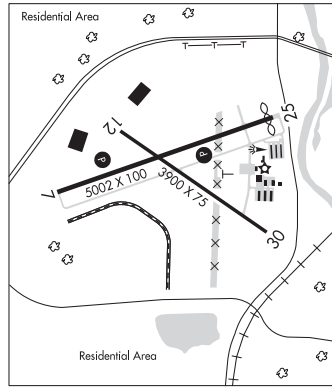 Residential Area
T T T
12
25
P
P
7
5002 X 100
3900 X 75
30
Residential Area